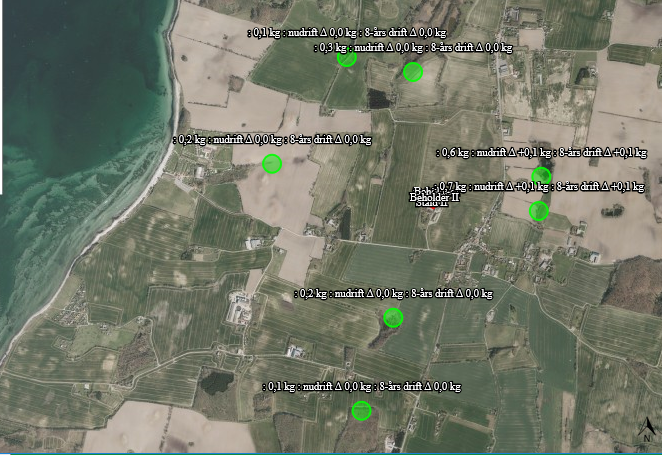 : 0,1 kg : nudrift Δ 0,0 kg : 8-års drift Δ 0,0 kg
: 0,3 kg : nudrift Δ 0,0 kg : 8-års drift Δ 0,0 kg
: 0,2 kg : nudrift Δ 0,0 kg : 8-års drift Δ 0,0 kg
: 0,6 kg : nudrift Δ +0,1 kg : 8-års drift Δ +0,1 kg
: 0,7 kg : nudrift Δ +0,1 kg : 8-års drift Δ +0,1 kg
Beholder II
: 0,2 kg : nudrift Δ 0,0 kg : 8-års drift Δ 0,0 kg
: 0,1 kg : nudrift Δ 0,0 kg : 8-års drift Δ 0,0 kg
N